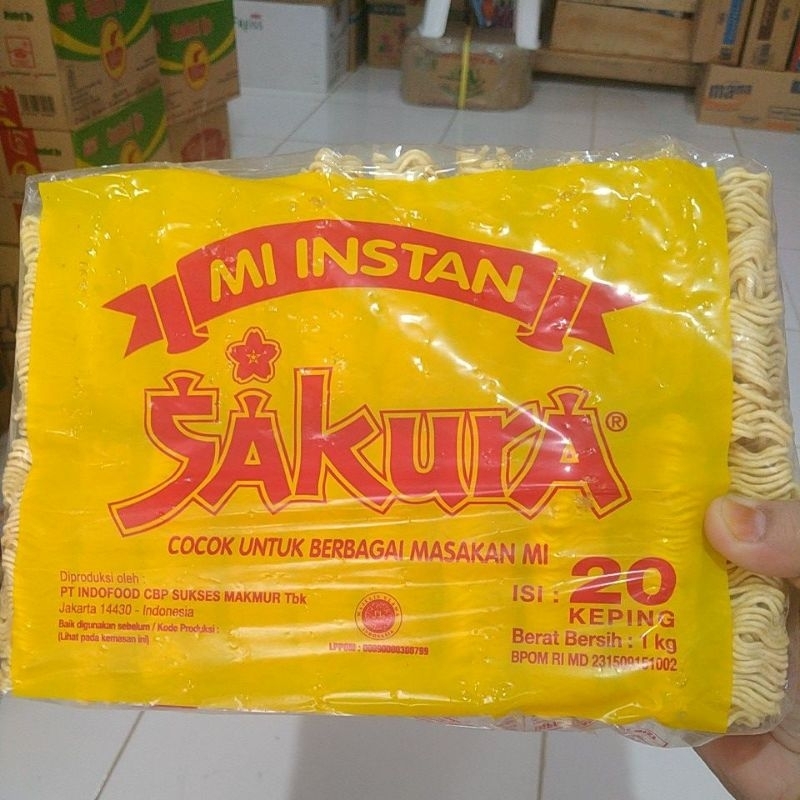 MI INSTAN
SAkurA®
COCOK UNTUK BERBAGAI MASAKAN MI
Diproduksi oleh :
PT INDOFOOD CBP SUKSES MAKMUR Tbk
Jakarta 14430 - Indonesia
Baik digunakan sebelum / Kode Produksi :
(Lihat pada kemasan ini)
INDONESIA
ISI : 20
KEPING
Berat Bersih : 1 kg